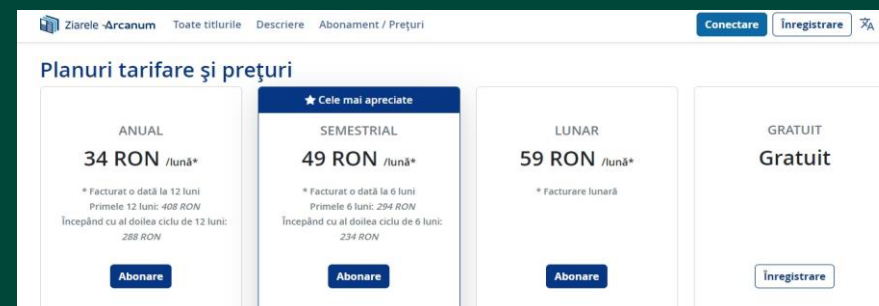 Ziarele Arcanum Toate titlurile Descriere Abonament / Prețuri Conectare Înregistrare
Planuri tarifare și prețuri
★ Cele mai apreciate
ANUAL
34 RON /lună*
* Facturat o dată la 12 luni
Primele 12 luni: 408 RON
Începând cu al doilea ciclu de 12 luni:
288 RON
Abonare
SEMESTRIAL
49 RON /lună*
* Facturat o dată la 6 luni
Primele 6 luni: 294 RON
Începând cu al doilea ciclu de 6 luni:
234 RON
Abonare
LUNAR
59 RON /lună*
* Facturare lunară
Abonare
GRATUIT
Gratuit
Înregistrare